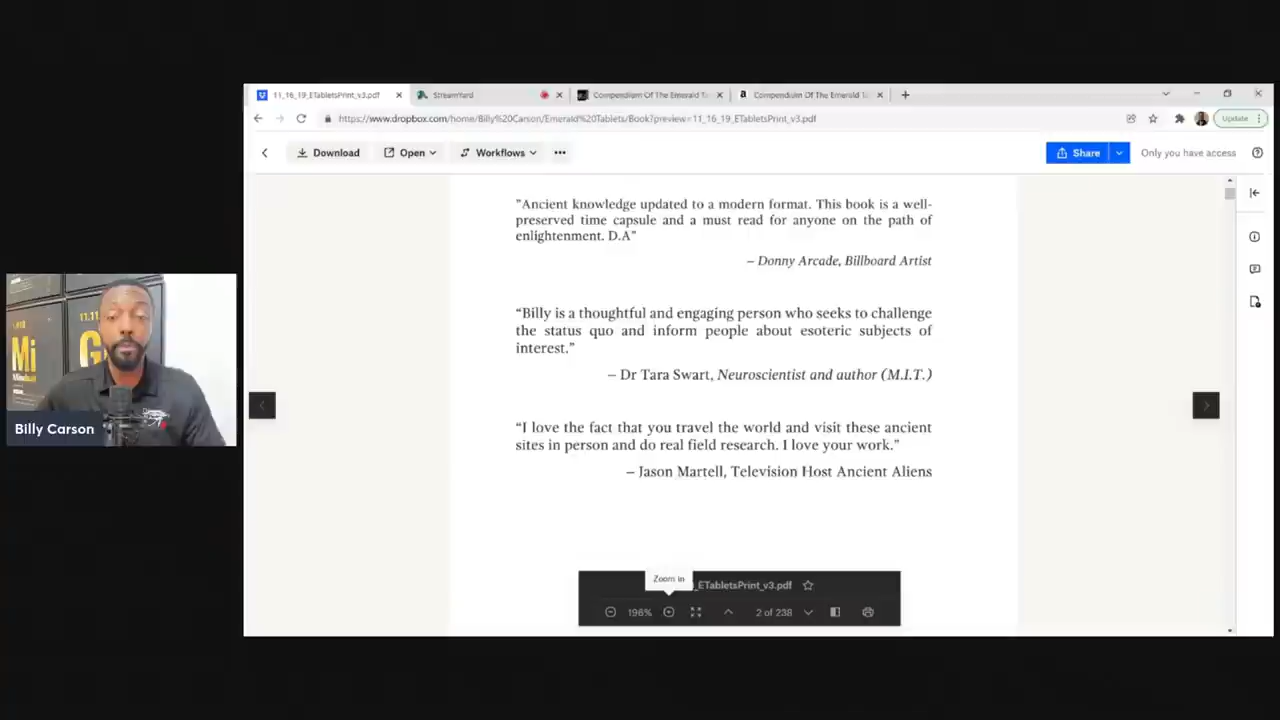 11_16_19_ETabletsPrint_v3.pdf
StreamYard
Compendium Of The Emerald Ta
Compendium Of The Emerald Ta
https://www.dropbox.com/home/Billy%20Carson/Emerald%20Tablets/Book?preview=11_16_19_ETabletsPrint_v3.pdf
Update
Download
Open
Workflows
Share
Only you have access
"Ancient knowledge updated to a modern format. This book is a well-
preserved time capsule and a must read for anyone on the path of
enlightenment. D.A"
– Donny Arcade, Billboard Artist
"Billy is a thoughtful and engaging person who seeks to challenge
the status quo and inform people about esoteric subjects of
interest."
– Dr Tara Swart, Neuroscientist and author (M.I.T.)
"I love the fact that you travel the world and visit these ancient
sites in person and do real field research. I love your work."
– Jason Martell, Television Host Ancient Aliens
Mi
G
11.11
Billy Carson
Zoom in
_ETabletsPrint_v3.pdf
196%
2 of 238